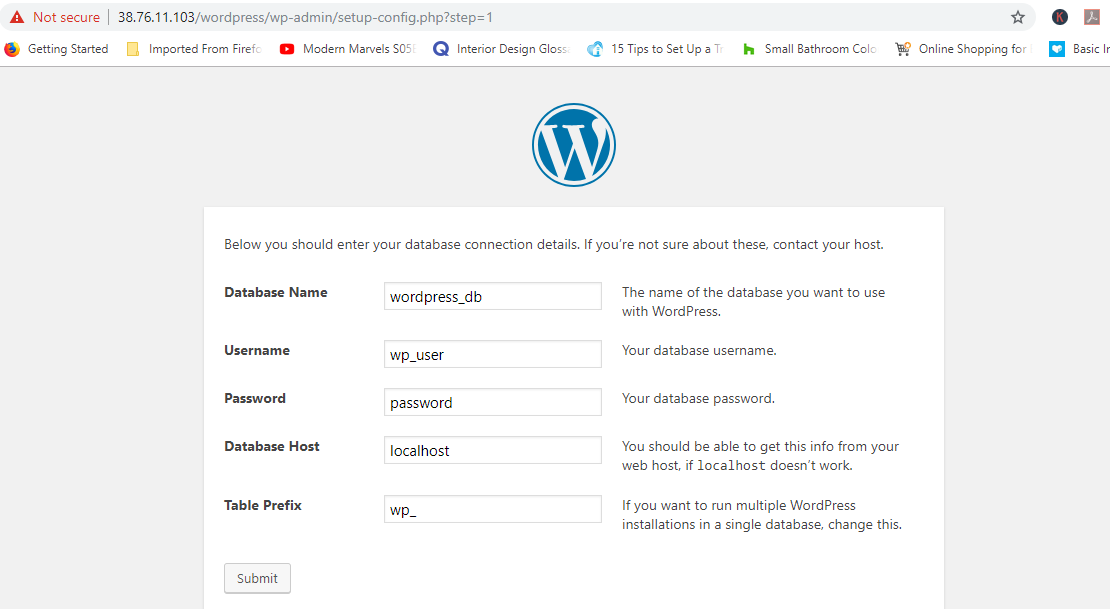 Not secure | 38.76.11.103/wordpress/wp-admin/setup-config.php?step=1
Getting Started Imported From Firefo Modern Marvels S05E Interior Design Gloss 15 Tips to Set Up a Tr Small Bathroom Colo Online Shopping for Basic In
Below you should enter your database connection details. If you’re not sure about these, contact your host.
Database Name wordpress_db The name of the database you want to use
with WordPress.
Username wp_user Your database username.
Password password Your database password.
Database Host localhost You should be able to get this info from your
web host, if localhost doesn’t work.
Table Prefix wp_ If you want to run multiple WordPress
installations in a single database, change this.
Submit